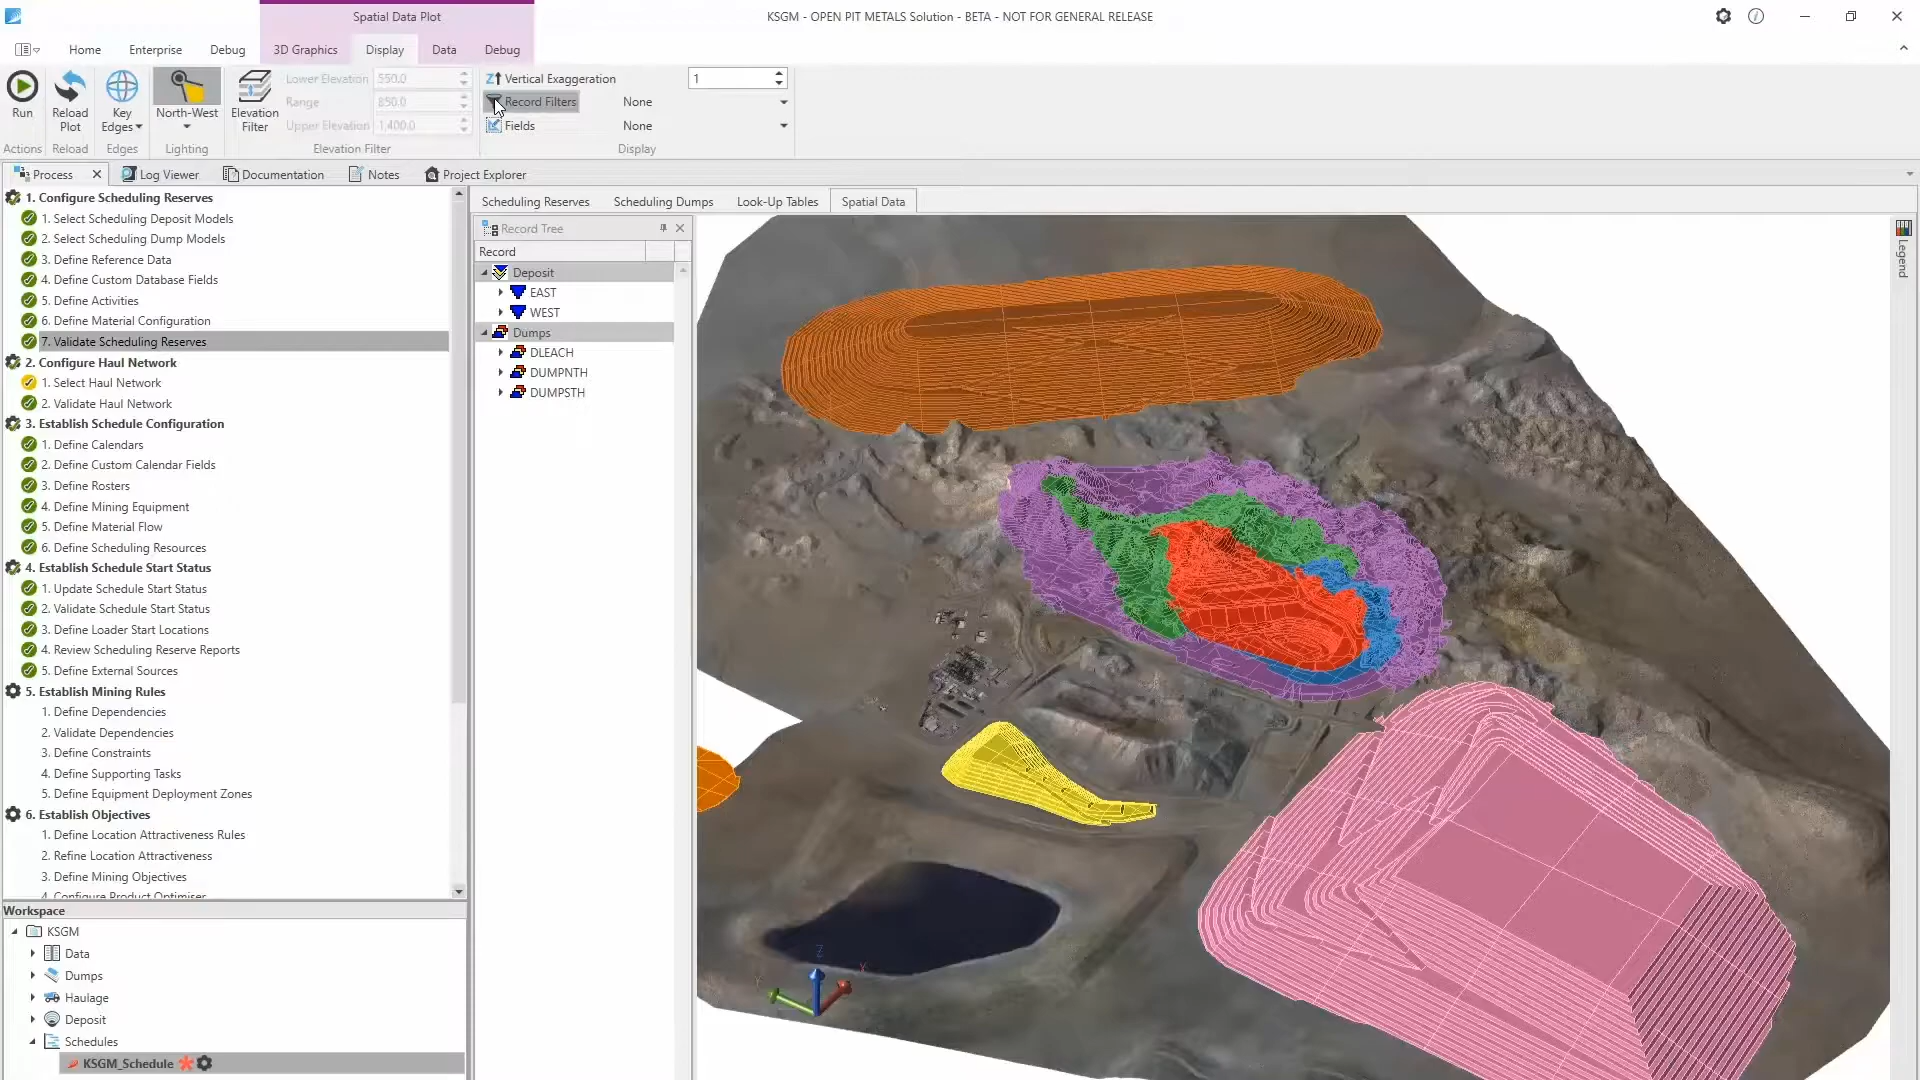 Spatial Data Plot
KSGM - OPEN PIT METALS Solution - BETA - NOT FOR GENERAL RELEASE
Home Enterprise Debug 3D Graphics Display Data Debug
Run
Reload Plot
Key Edges
North-West
Elevation Filter
Lower Elevation 550.0
Range 850.0
Upper Elevation 1,400.0
Vertical Exaggeration 1
Record Filters None
Fields None
Actions Reload Edges Lighting Elevation Filter Display
Process Log Viewer Documentation Notes Project Explorer
1. Configure Scheduling Reserves
1. Select Scheduling Deposit Models
2. Select Scheduling Dump Models
3. Define Reference Data
4. Define Custom Database Fields
5. Define Activities
6. Define Material Configuration
7. Validate Scheduling Reserves
2. Configure Haul Network
1. Select Haul Network
2. Validate Haul Network
3. Establish Schedule Configuration
1. Define Calendars
2. Define Custom Calendar Fields
3. Define Rosters
4. Define Mining Equipment
5. Define Material Flow
6. Define Scheduling Resources
4. Establish Schedule Start Status
1. Update Schedule Start Status
2. Validate Schedule Start Status
3. Define Loader Start Locations
4. Review Scheduling Reserve Reports
5. Define External Sources
5. Establish Mining Rules
1. Define Dependencies
2. Validate Dependencies
3. Define Constraints
4. Define Supporting Tasks
5. Define Equipment Deployment Zones
6. Establish Objectives
1. Define Location Attractiveness Rules
2. Refine Location Attractiveness
3. Define Mining Objectives
4. Configure Product Optimiser
Workspace
KSGM
Data
Dumps
Haulage
Deposit
Schedules
KSGM_Schedule
Scheduling Reserves Scheduling Dumps Look-Up Tables Spatial Data
Record Tree
Record
Deposit
EAST
WEST
Dumps
DLEACH
DUMPNTH
DUMPSTH
Legend
Z